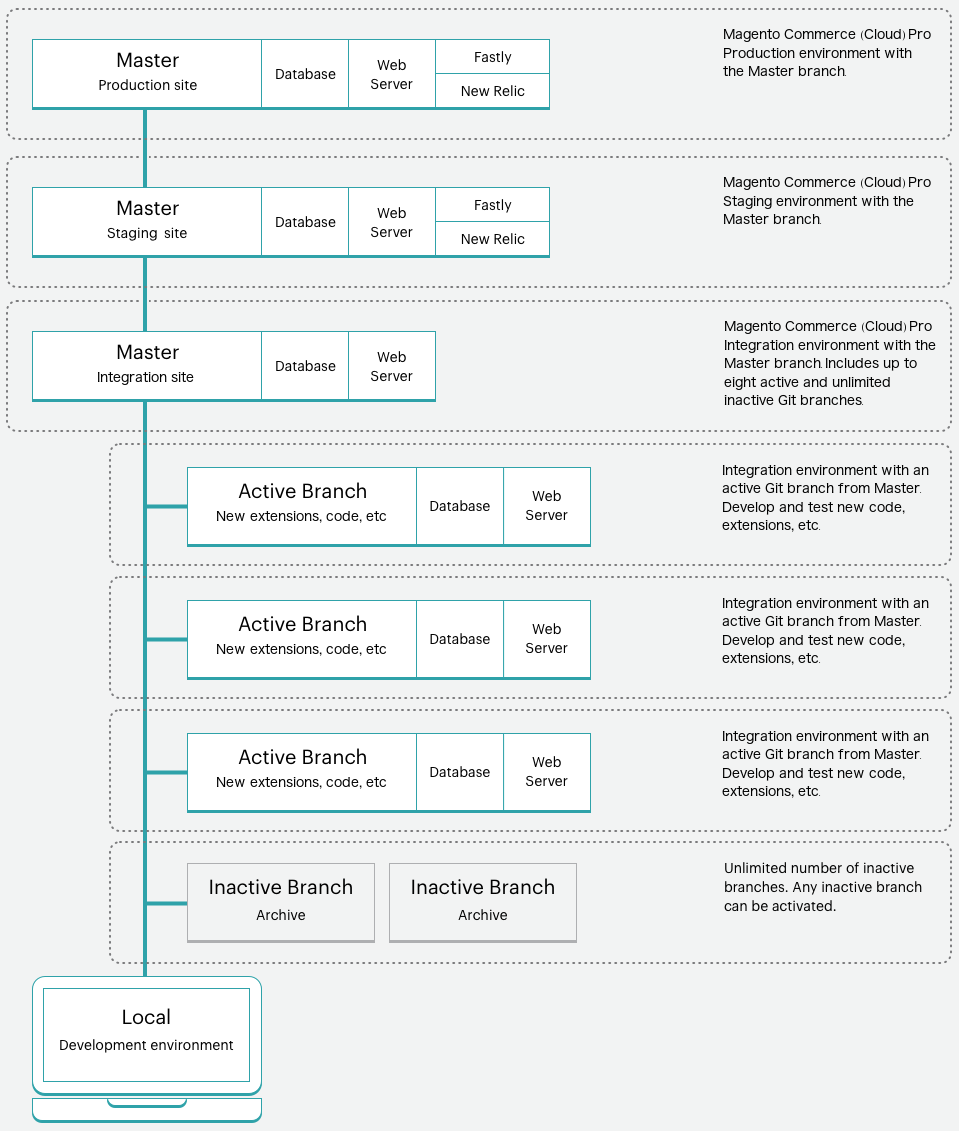 Master
Production site
Database
Web
Server
Fastly
New Relic
Magento Commerce (Cloud) Pro
Production environment with
the Master branch.
Master
Staging site
Database
Web
Server
Fastly
New Relic
Magento Commerce (Cloud) Pro
Staging environment with the
Master branch.
Master
Integration site
Database
Web
Server
Magento Commerce (Cloud) Pro
Integration environment with the
Master branch. Includes up to
eight active and unlimited
inactive Git branches.
Active Branch
New extensions, code, etc
Database
Web
Server
Integration environment with an
active Git branch from Master.
Develop and test new code,
extensions, etc.
Active Branch
New extensions, code, etc
Database
Web
Server
Integration environment with an
active Git branch from Master.
Develop and test new code,
extensions, etc.
Active Branch
New extensions, code, etc
Database
Web
Server
Integration environment with an
active Git branch from Master.
Develop and test new code,
extensions, etc.
Inactive Branch
Archive
Inactive Branch
Archive
Unlimited number of inactive
branches. Any inactive branch
can be activated.
Local
Development environment